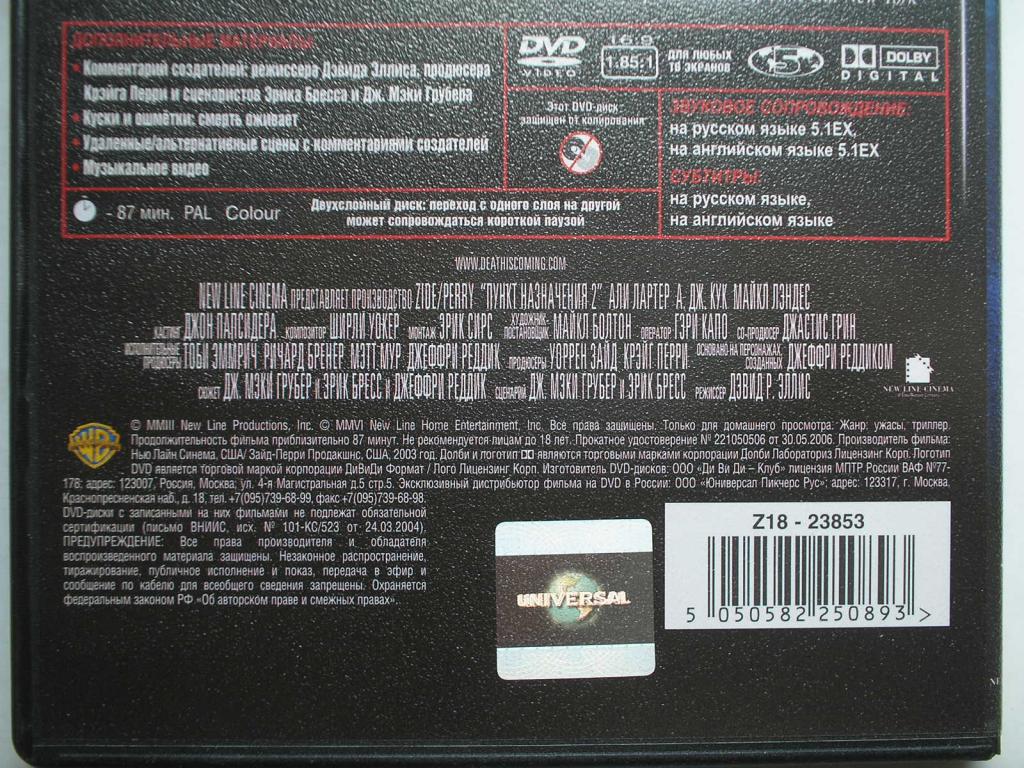 ДОПОЛНИТЕЛЬНЫЕ МАТЕРИАЛЫ
• Комментарий создателей: режиссера Дэвида Эллиса, продюсера
Крэйга Перри и сценаристов Эрика Бресса и Дж. Мэки Грубера
• Куски и ошмётки: смерть оживает
• Удаленные/альтернативные сцены с комментариями создателей
• Музыкальное видео
- 87 мин. PAL Colour
Двухслойный диск: переход с одного слоя на другой
может сопровождаться короткой паузой
DVD
VIDEO
16:9
1.85:1
ДЛЯ ЛЮБЫХ
ТВ ЭКРАНОВ
5
DOLBY
DIGITAL
Этот DVD-диск
защищен от копирования
ЗВУКОВОЕ СОПРОВОЖДЕНИЕ:
на русском языке 5.1EX,
на английском языке 5.1EX
СУБТИТРЫ:
на русском языке,
на английском языке
WWW.DEATHISCOMING.COM
NEW LINE CINEMA ПРЕДСТАВЛЯЕТ ПРОИЗВОДСТВО ZIDE/PERRY "ПУНКТ НАЗНАЧЕНИЯ 2" АЛИ ЛАРТЕР А. ДЖ. КУК МАЙКЛ ЛЭНДЕС
КАСТИНГ ДЖОН ПАПСИДЕРА КОМПОЗИТОР ШИРЛИ УОКЕР МОНТАЖ ЭРИК СИРС ХУДОЖНИК-ПОСТАНОВЩИК МАЙКЛ БОЛТОН ОПЕРАТОР ГЭРИ КАПО СО-ПРОДЮСЕР ДЖАСТИС ГРИН
ИСПОЛНИТЕЛЬНЫЕ ПРОДЮСЕРЫ ТОБИ ЭММРИЧ РИЧАРД БРЕНЕР МЭТТ МУР ДЖЕФФРИ РЕДДИК ПРОДЮСЕРЫ УОРРЕН ЗАЙД КРЭЙГ ПЕРРИ ОСНОВАНО НА ПЕРСОНАЖАХ, СОЗДАННЫХ ДЖЕФФРИ РЕДДИКОМ
СЮЖЕТ ДЖ. МЭКИ ГРУБЕР И ЭРИК БРЕСС И ДЖЕФФРИ РЕДДИК СЦЕНАРИЙ ДЖ. МЭКИ ГРУБЕР И ЭРИК БРЕСС РЕЖИССЕР ДЭВИД Р. ЭЛЛИС
NEW LINE CINEMA
WB
© MMIII New Line Productions, Inc. © MMVI New Line Home Entertainment, Inc. Все права защищены. Только для домашнего просмотра. Жанр: ужасы, триллер.
Продолжительность фильма приблизительно 87 минут. Не рекомендуется лицам до 18 лет. Прокатное удостоверение № 221050506 от 30.05.2006. Производитель фильма:
Нью Лайн Синема, США/ Зайд-Перри Продакшнс, США, 2003 год. Долби и логотип являются торговыми марками корпорации Долби Лабораториз Лицензинг Корп. Логотип
DVD является торговой маркой корпорации ДиВиДи Формат / Лого Лицензинг Корп. Изготовитель DVD-дисков: ООО «Ди Ви Ди – Клуб» лицензия МПТР России ВАФ №77-
178: адрес: 123007, Россия, Москва; ул. 4-я Магистральная д.5 стр.5. Эксклюзивный дистрибьютор фильма на DVD в России: ООО «Юниверсал Пикчерс Рус»; адрес: 123317, г. Москва,
Краснопресненская наб., д. 18, тел. +7(095)739-68-99, факс +7(095)739-68-98.
DVD-диски с записанными на них фильмами не подлежат обязательной
сертификации (письмо ВНИИС, исх. № 101-КС/523 от 24.03.2004).
ПРЕДУПРЕЖДЕНИЕ: Все права производителя и обладателя
воспроизведенного материала защищены. Незаконное распространение,
тиражирование, публичное исполнение и показ, передача в эфир и
сообщение по кабелю для всеобщего сведения запрещены. Охраняется
федеральным законом РФ «Об авторском праве и смежных правах».
UNIVERSAL
Z18 - 23853
5 050582 250893 >